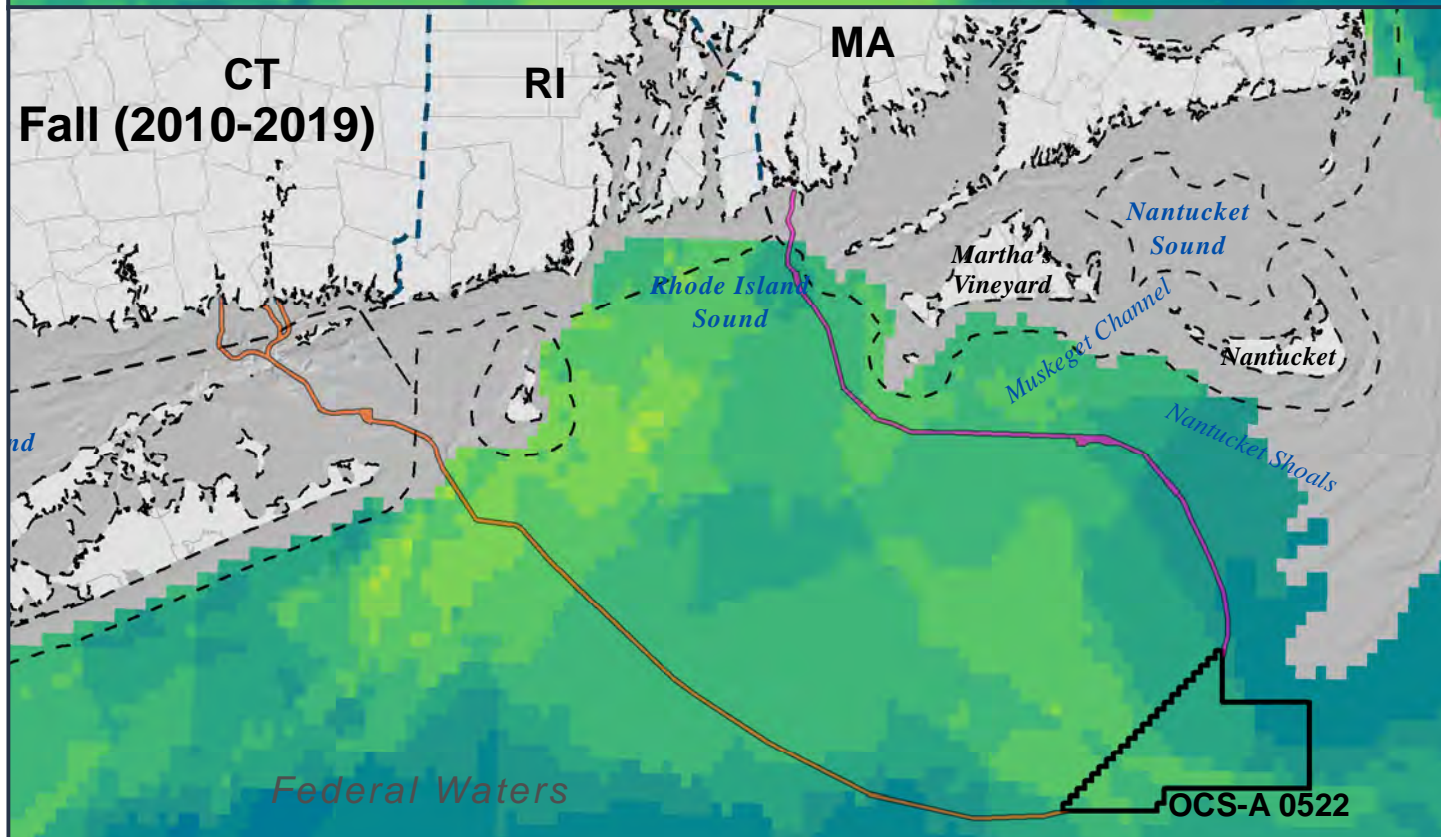 CT
RI
MA
Fall (2010-2019)
Nantucket
Sound
Martha's
Vineyard
Rhode Island
Sound
Muskeget Channel
Nantucket
Nantucket Shoals
nd
Federal Waters
OCS-A 0522